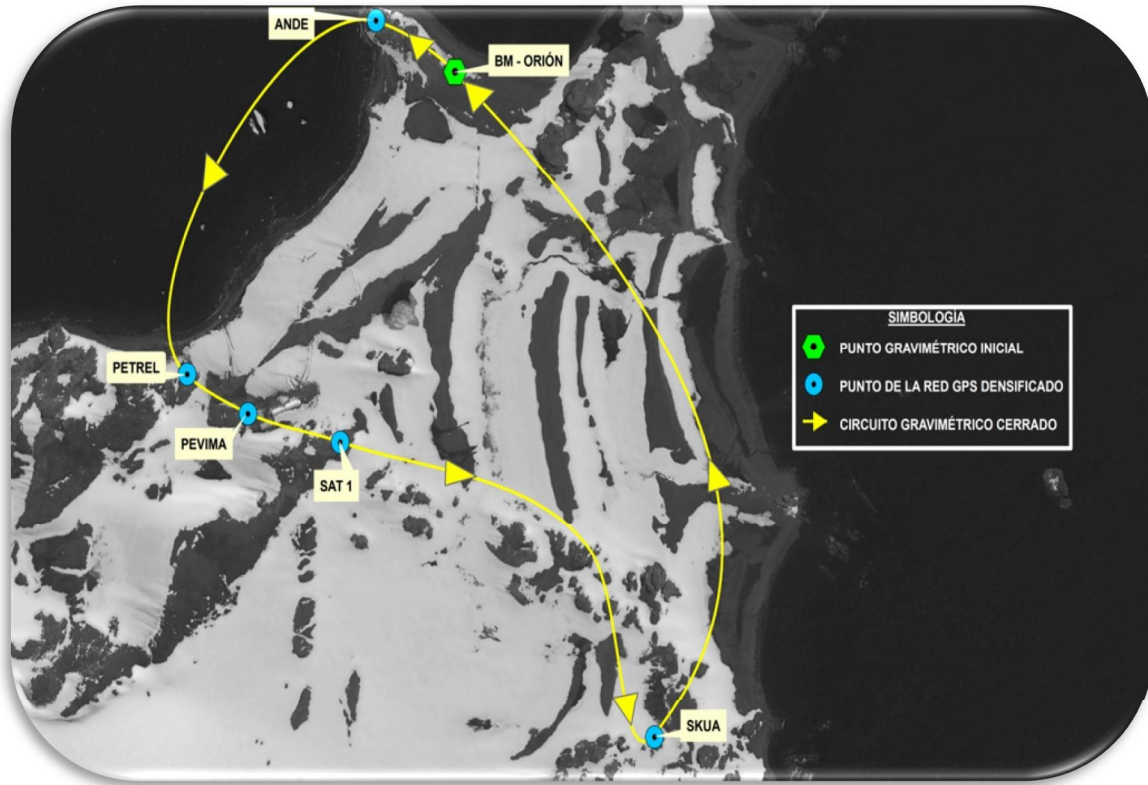 ANDE
BM - ORIÓN
PETREL
PEVIMA
SAT 1
SKUA
SIMBOLOGÍA
PUNTO GRAVIMÉTRICO INICIAL
PUNTO DE LA RED GPS DENSIFICADO
CIRCUITO GRAVIMÉTRICO CERRADO